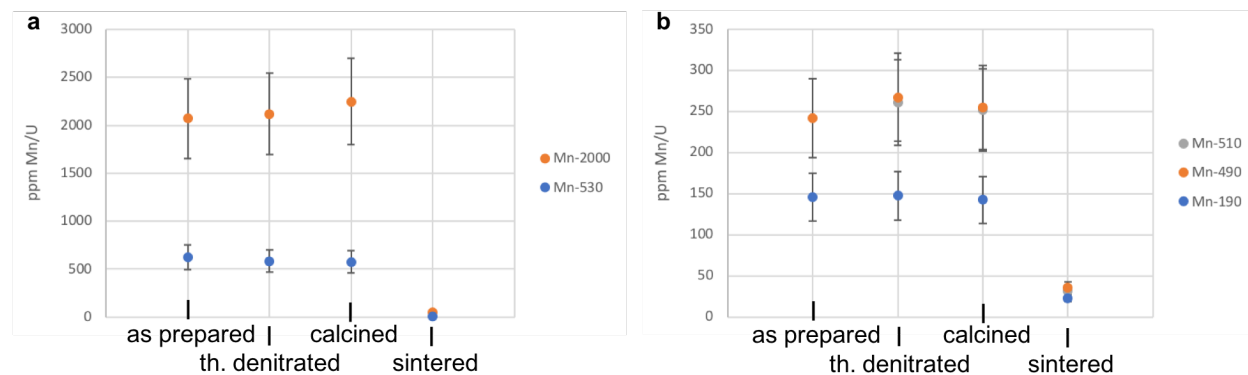 a
3000
2500
2000
1500
1000
500
0
ppm Mn/U
as prepared
th. denitrated
calcined
sintered
Mn-2000
Mn-530
b
350
300
250
200
150
100
50
0
ppm Mn/U
as prepared
th. denitrated
calcined
sintered
Mn-510
Mn-490
Mn-190